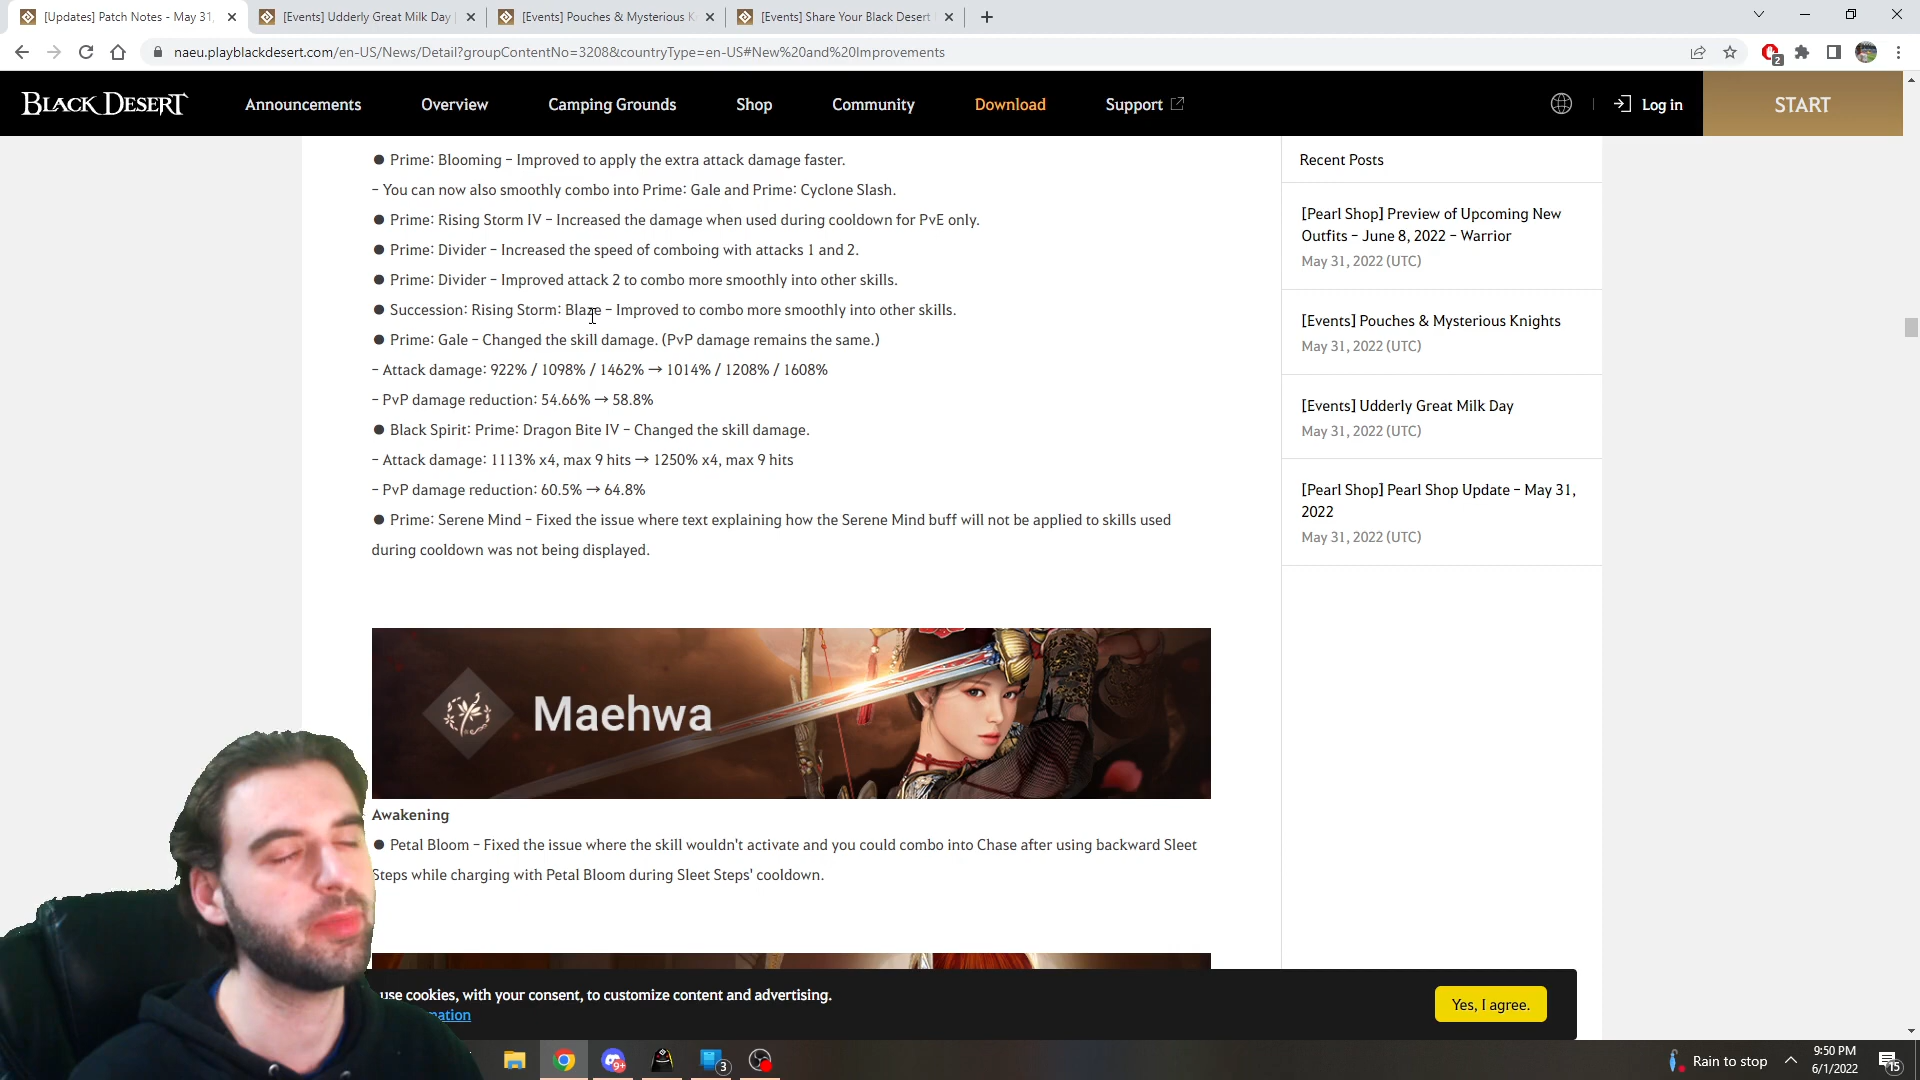 [Updates] Patch Notes - May 31,
[Events] Udderly Great Milk Day
[Events] Pouches & Mysterious K
[Events] Share Your Black Desert
naeu.playblackdesert.com/en-US/News/Detail?groupContentNo=3208&countryType=en-US#New%20and%20Improvements
2
BLACK DESERT
Announcements
Overview
Camping Grounds
Shop
Community
Download
Support
Log in
START
● Prime: Blooming – Improved to apply the extra attack damage faster.
– You can now also smoothly combo into Prime: Gale and Prime: Cyclone Slash.
● Prime: Rising Storm IV – Increased the damage when used during cooldown for PvE only.
● Prime: Divider – Increased the speed of comboing with attacks 1 and 2.
● Prime: Divider – Improved attack 2 to combo more smoothly into other skills.
● Succession: Rising Storm: Blaze – Improved to combo more smoothly into other skills.
● Prime: Gale – Changed the skill damage. (PvP damage remains the same.)
– Attack damage: 922% / 1098% / 1462% → 1014% / 1208% / 1608%
– PvP damage reduction: 54.66% → 58.8%
● Black Spirit: Prime: Dragon Bite IV – Changed the skill damage.
– Attack damage: 1113% x4, max 9 hits → 1250% x4, max 9 hits
– PvP damage reduction: 60.5% → 64.8%
● Prime: Serene Mind – Fixed the issue where text explaining how the Serene Mind buff will not be applied to skills used
during cooldown was not being displayed.
Maehwa
Awakening
● Petal Bloom – Fixed the issue where the skill wouldn't activate and you could combo into Chase after using backward Sleet
Steps while charging with Petal Bloom during Sleet Steps' cooldown.
Recent Posts
[Pearl Shop] Preview of Upcoming New
Outfits – June 8, 2022 – Warrior
May 31, 2022 (UTC)
[Events] Pouches & Mysterious Knights
May 31, 2022 (UTC)
[Events] Udderly Great Milk Day
May 31, 2022 (UTC)
[Pearl Shop] Pearl Shop Update – May 31,
2022
May 31, 2022 (UTC)
use cookies, with your consent, to customize content and advertising.
mation
Yes, I agree.
9+
3
Rain to stop
9:50 PM
6/1/2022
15